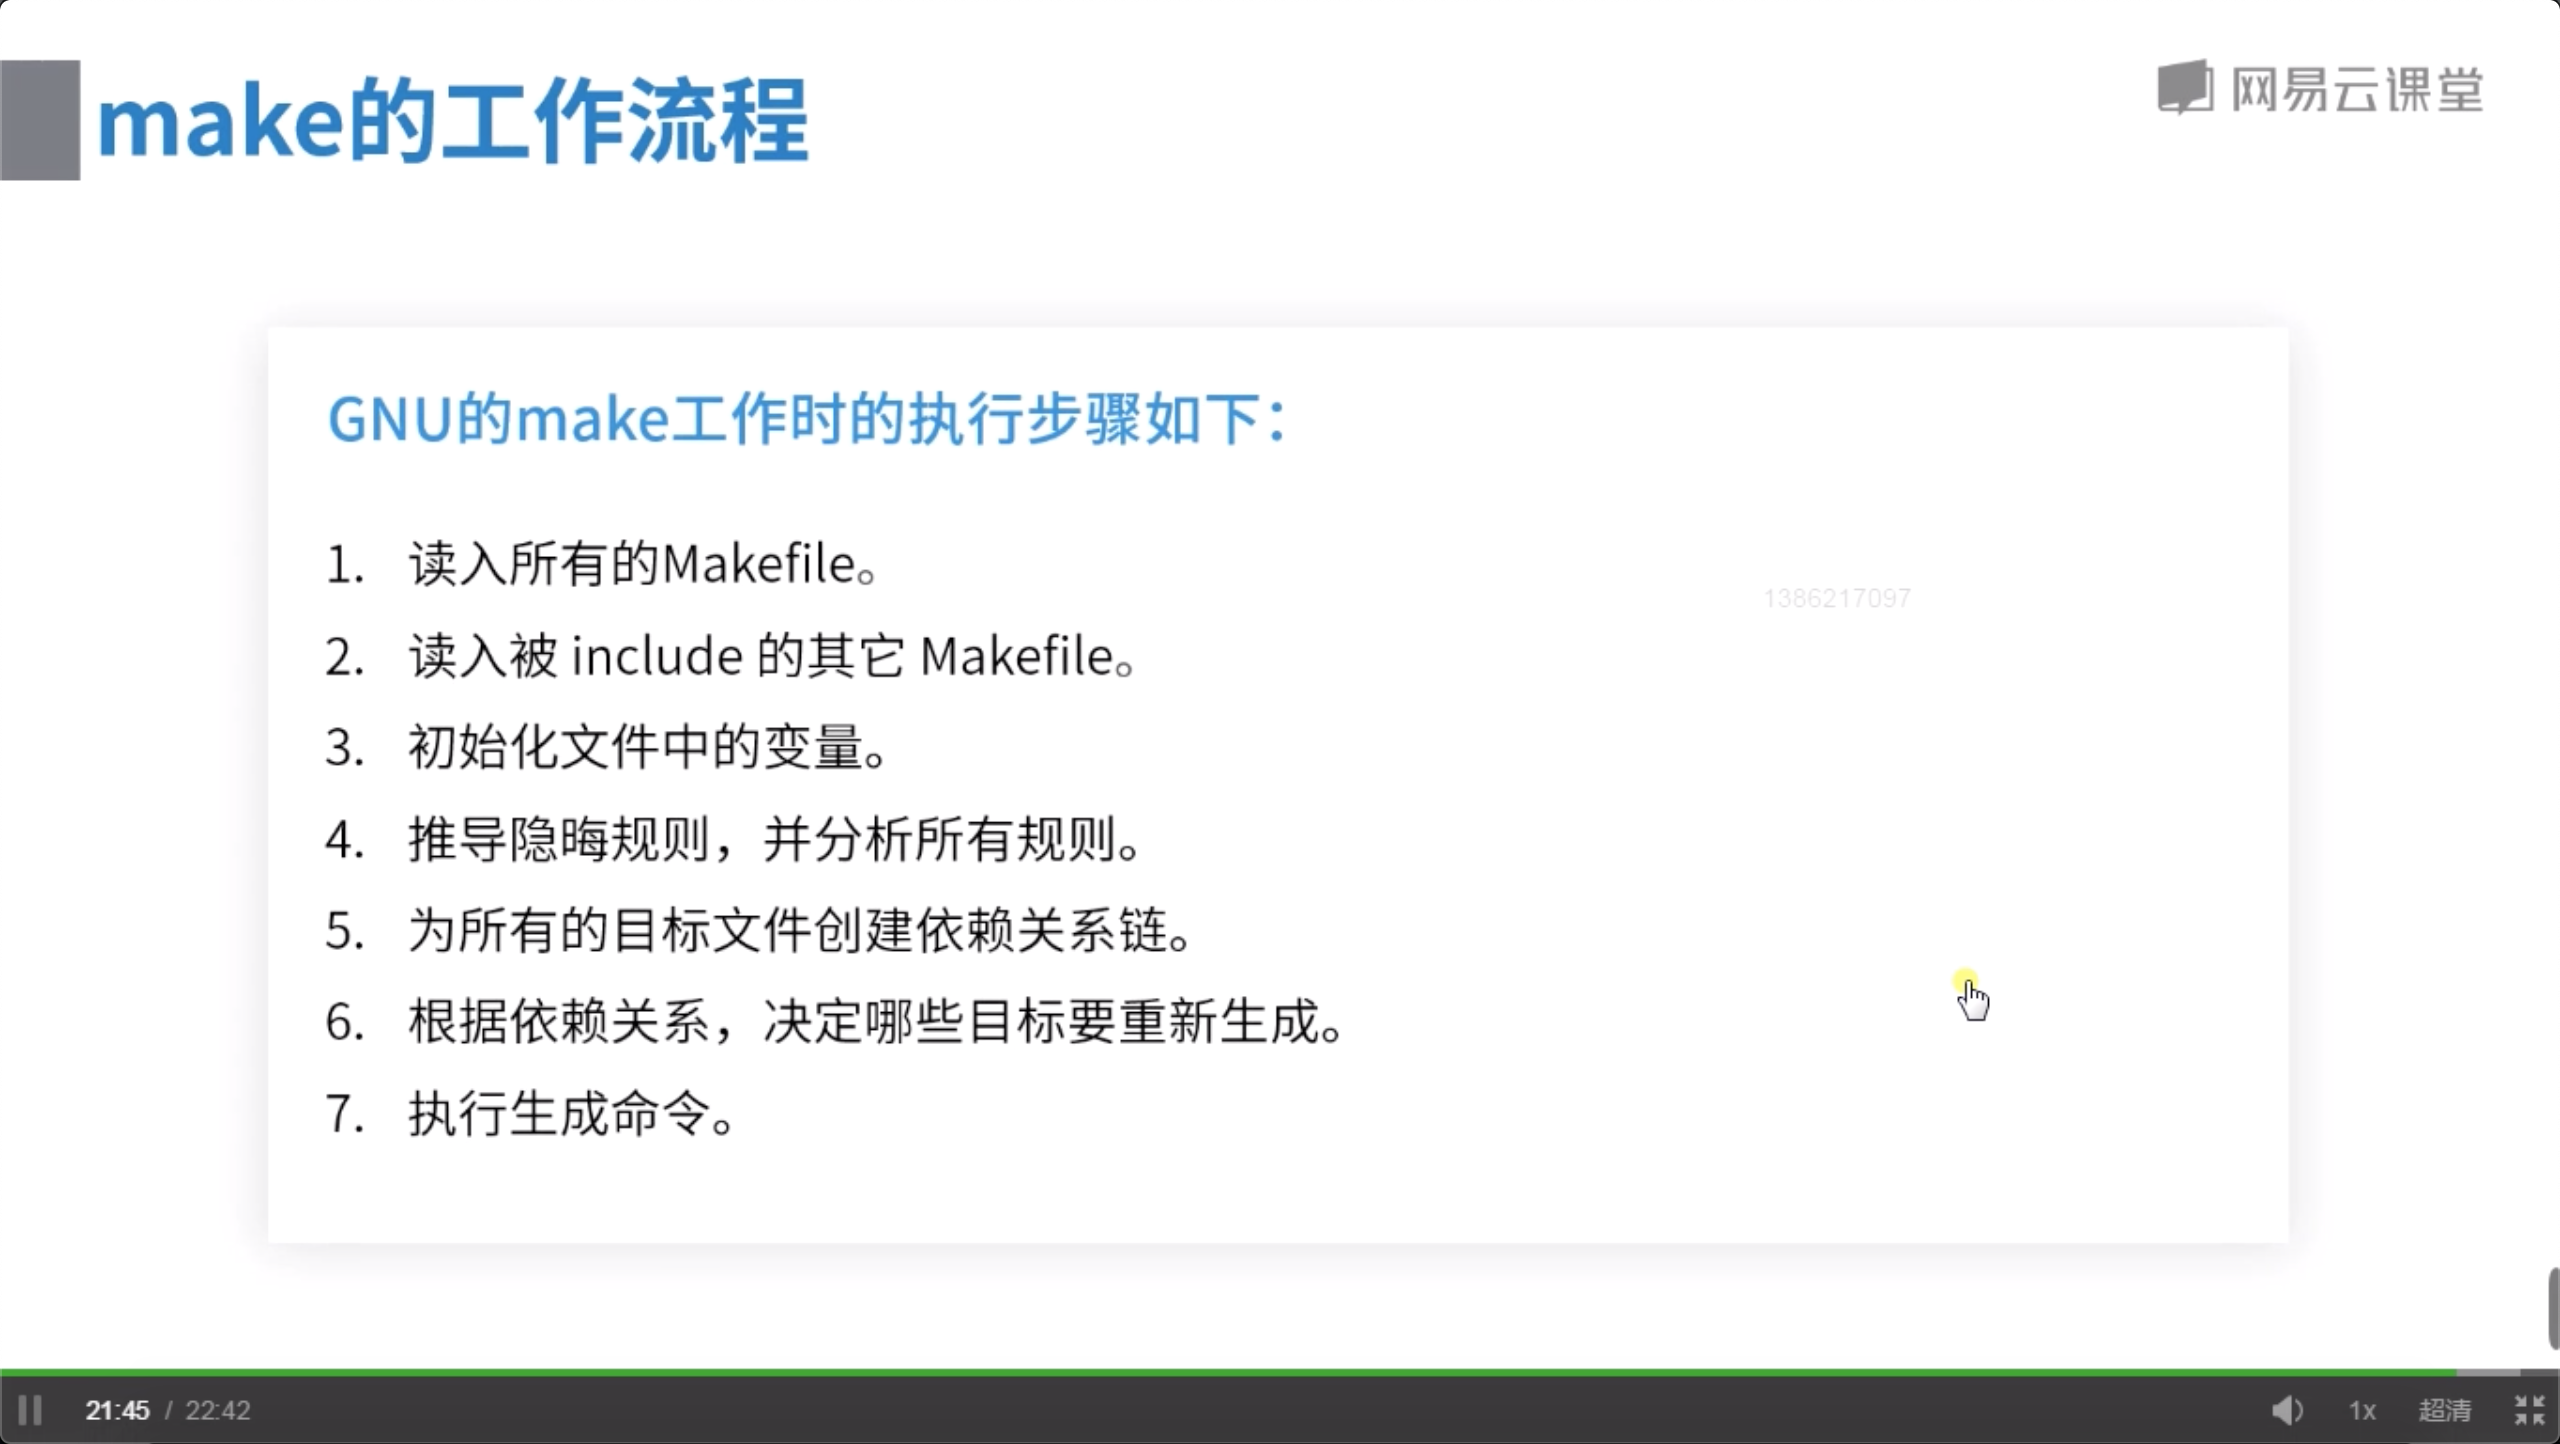 make的工作流程
网易云课堂
GNU的make工作时的执行步骤如下：
1. 读入所有的Makefile。
1386217097
2. 读入被 include 的其它 Makefile。
3. 初始化文件中的变量。
4. 推导隐晦规则，并分析所有规则。
5. 为所有的目标文件创建依赖关系链。
6. 根据依赖关系，决定哪些目标要重新生成。
7. 执行生成命令。
21:45 / 22:42
1x 超清